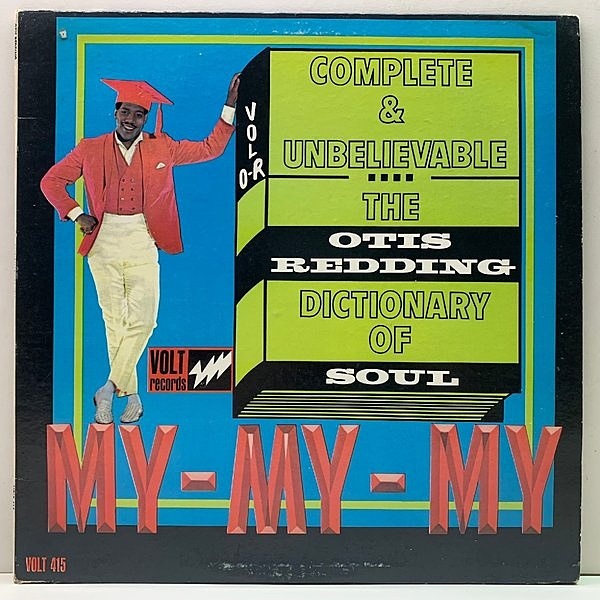 COMPLETE
&
UNBELIEVABLE
THE
OTIS
REDDING
DICTIONARY
OF
SOUL
VOL
O-R
VOLT
records
MY-MY-MY
VOLT 415